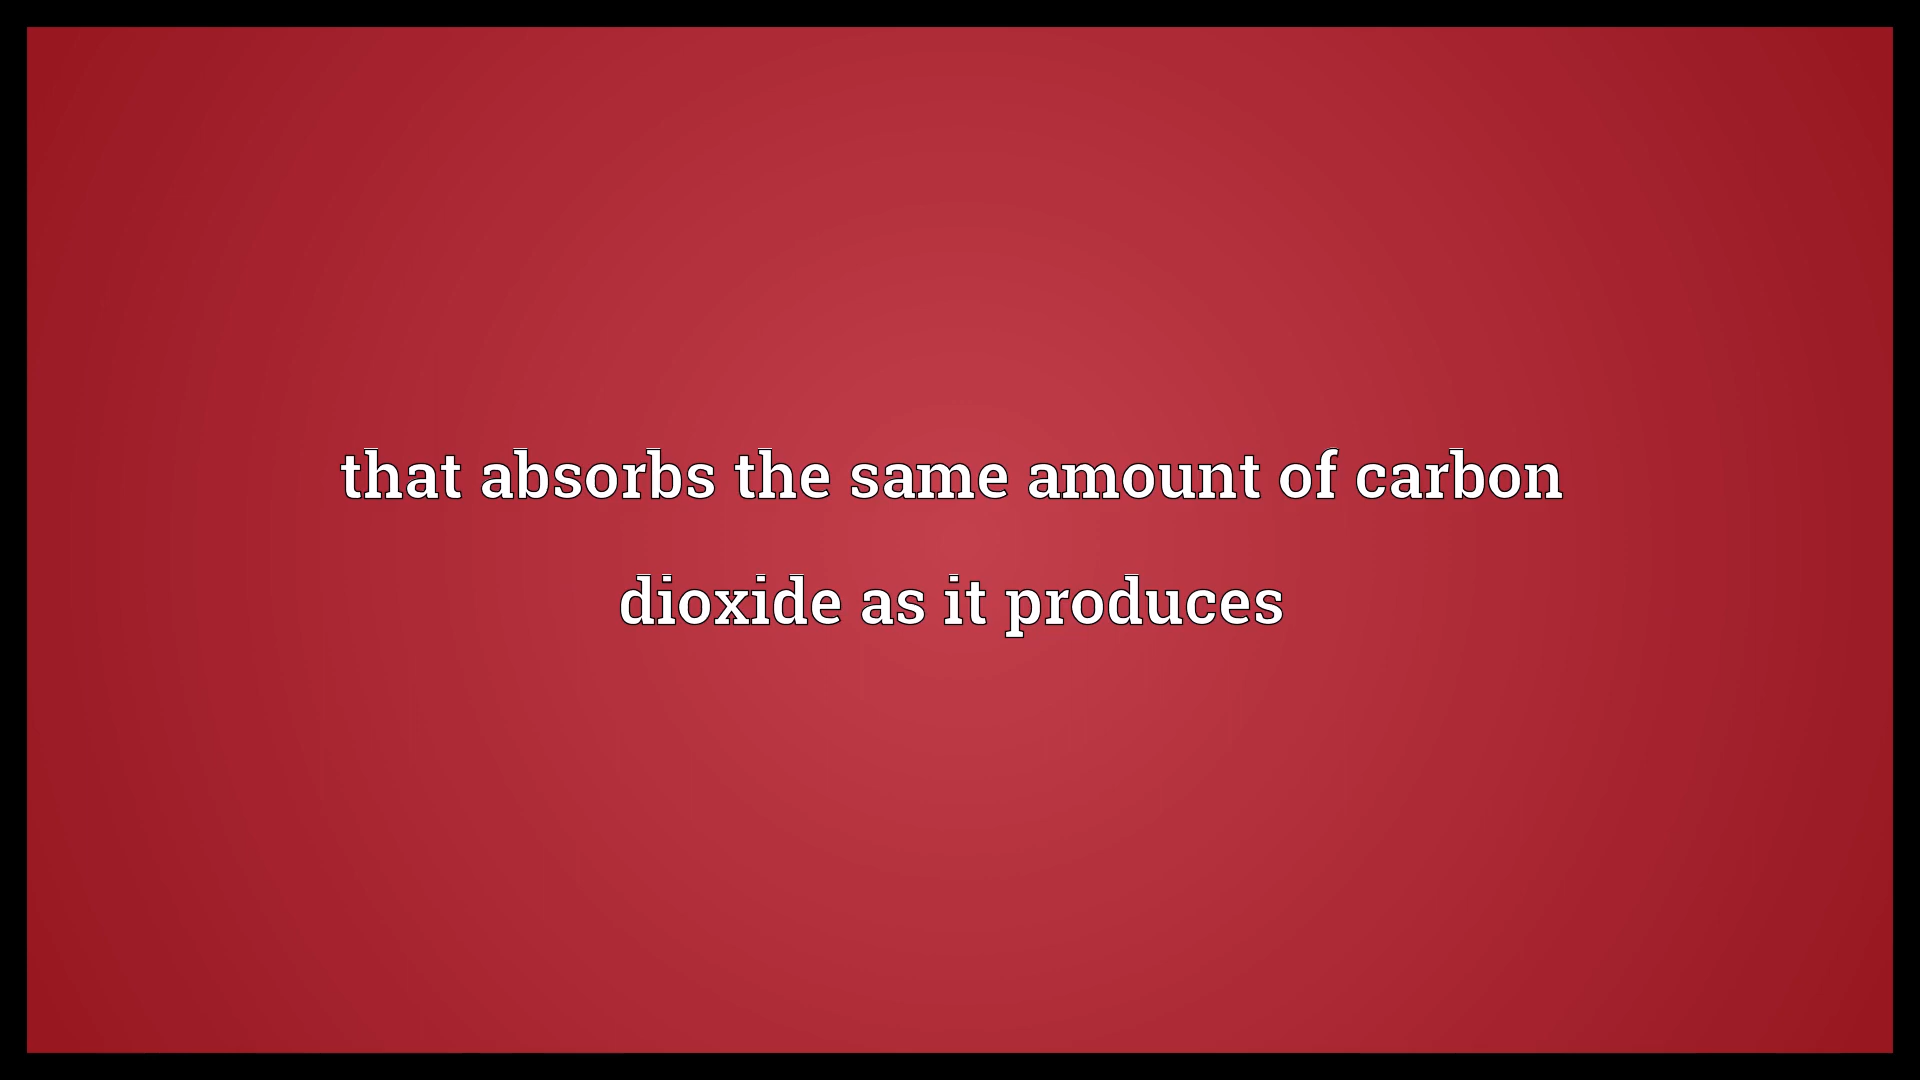 that absorbs the same amount of carbon
dioxide as it produces